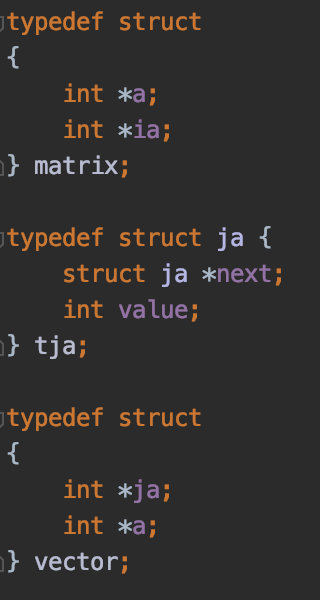 typedef struct
{
    int *a;
    int *ia;
} matrix;

typedef struct ja {
    struct ja *next;
    int value;
} tja;

typedef struct
{
    int *ja;
    int *a;
} vector;